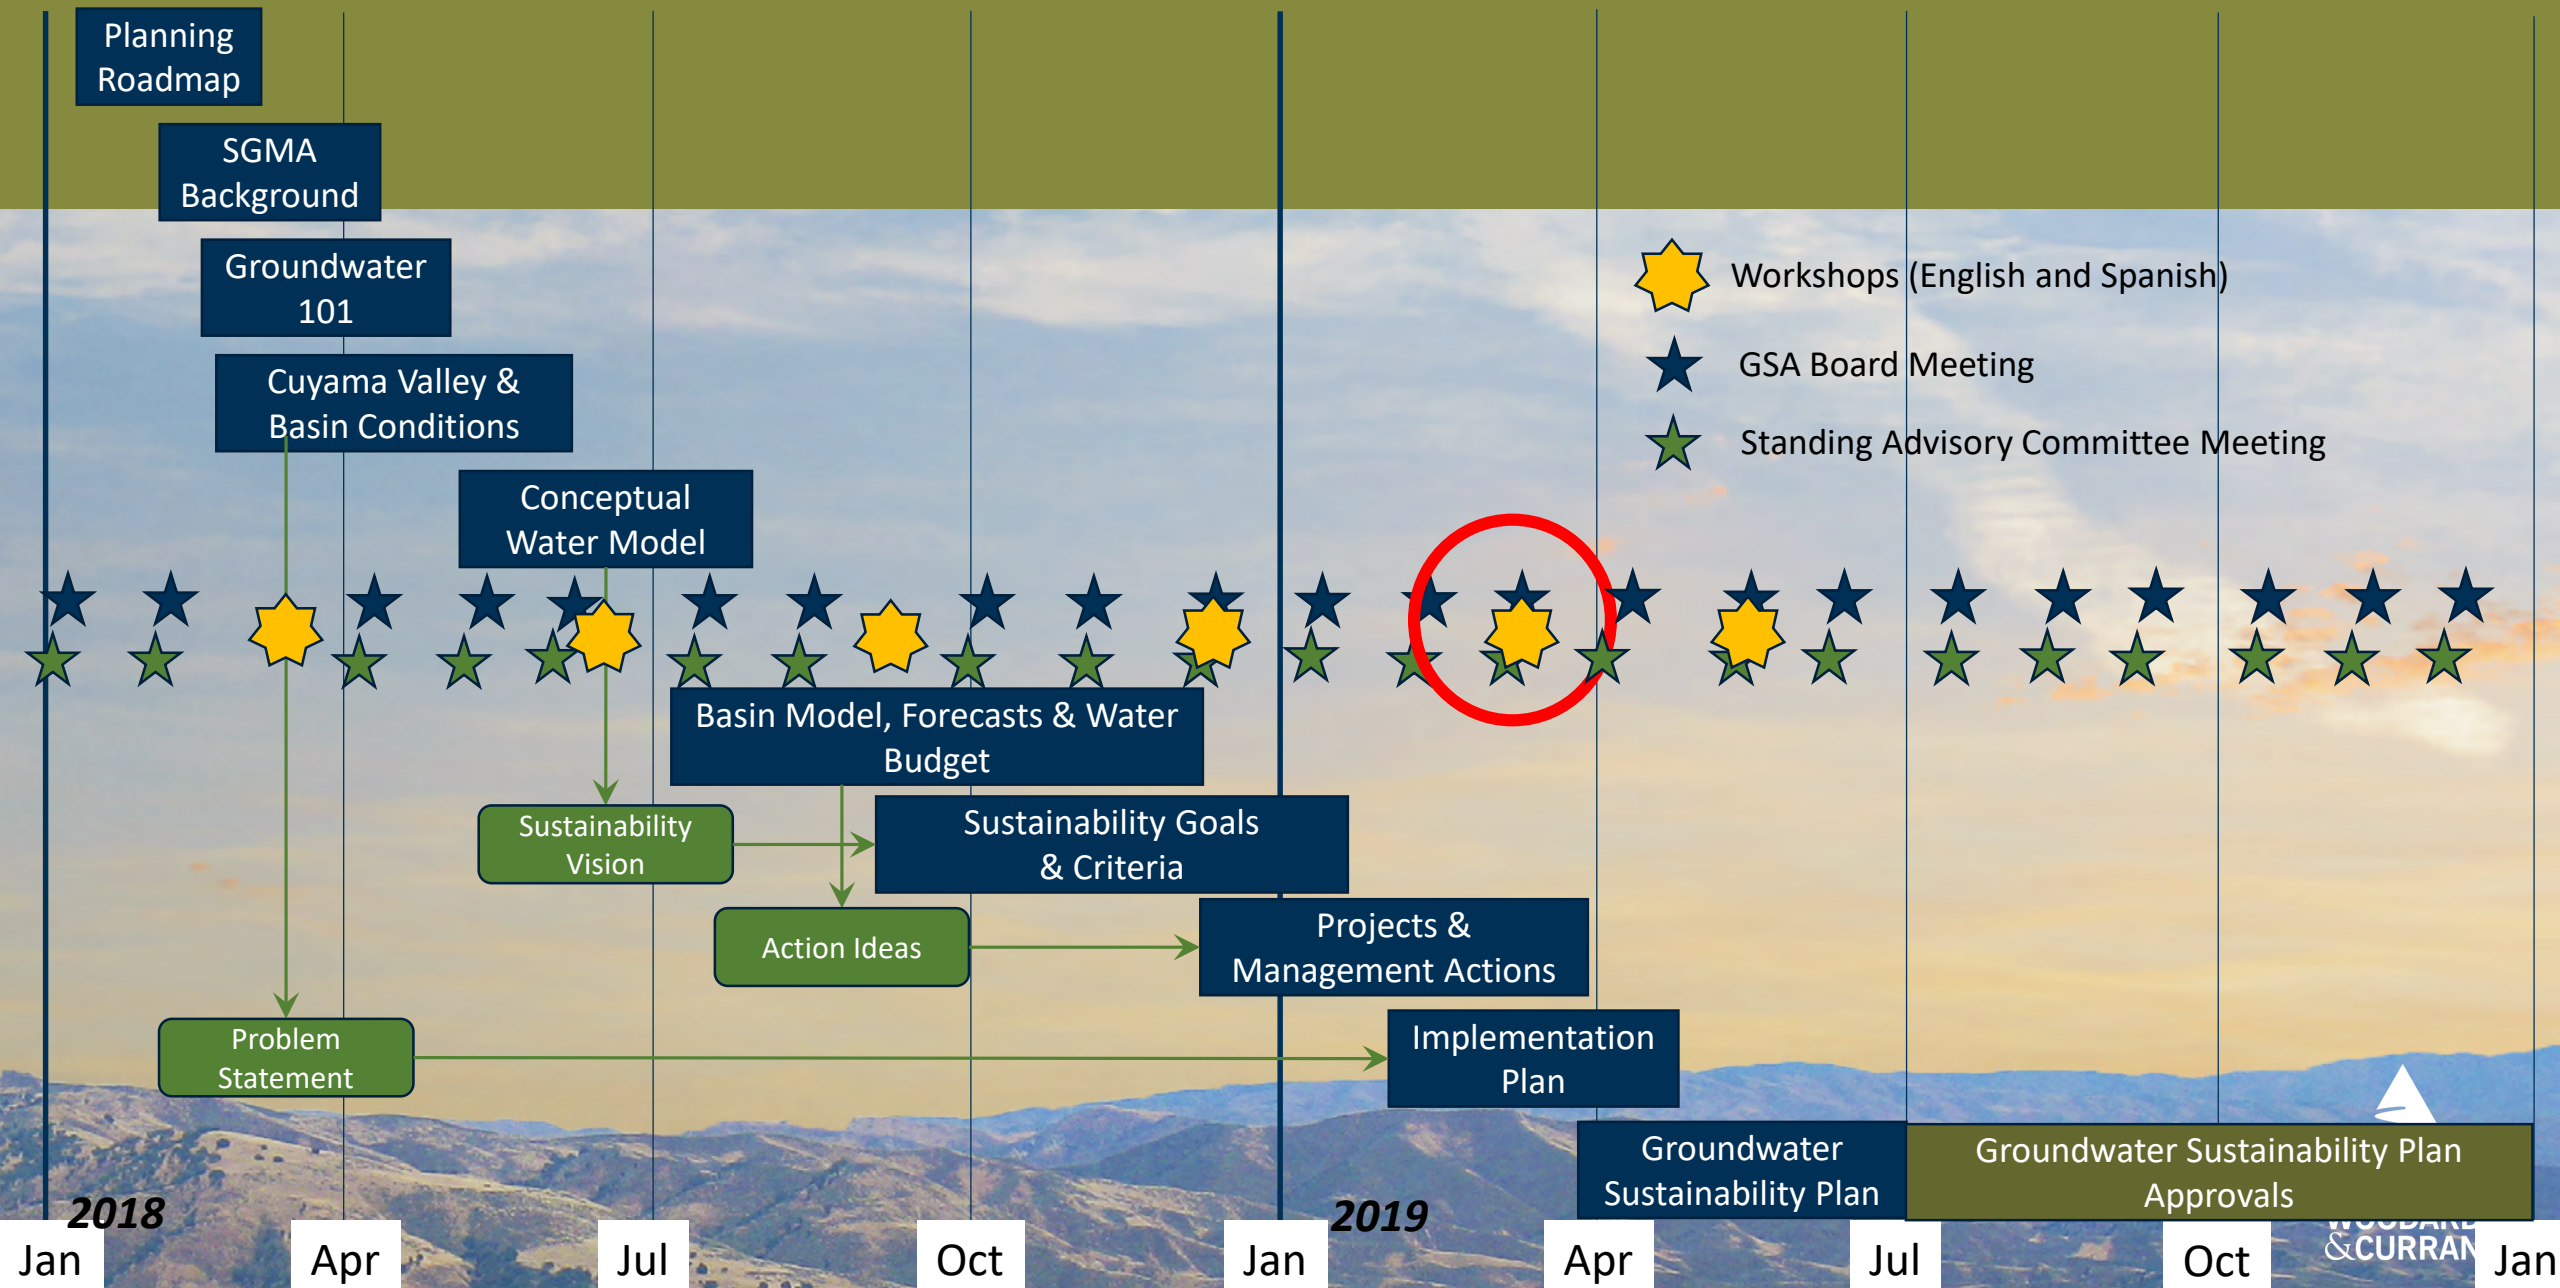 Planning
Roadmap
SGMA
Background
Groundwater
101
Cuyama Valley &
Basin Conditions
Conceptual
Water Model
Workshops (English and Spanish)
GSA Board Meeting
Standing Advisory Committee Meeting
Basin Model, Forecasts & Water
Budget
Sustainability
Vision
Sustainability Goals
& Criteria
Action Ideas
Projects &
Management Actions
Problem
Statement
Implementation
Plan
Groundwater
Sustainability Plan
Groundwater Sustainability Plan
Approvals
2018
2019
WOODARD
&CURRAN
Jan
Apr
Jul
Oct
Jan
Apr
Jul
Oct
Jan